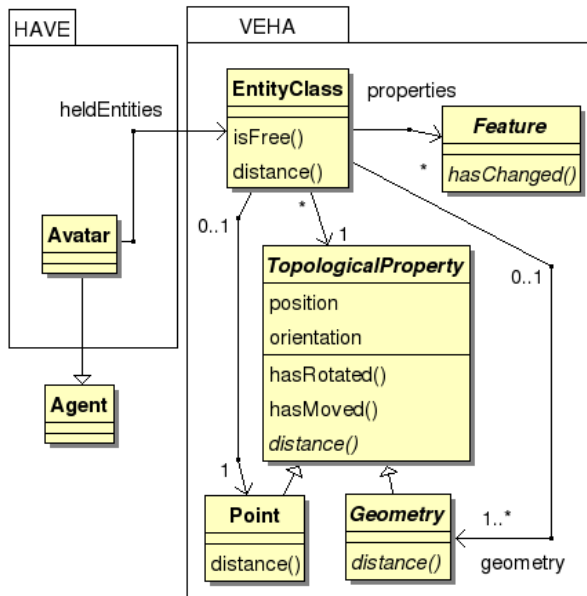 HAVE
VEHA
heldEntities
EntityClass
isFree()
distance()
properties
*
Feature
hasChanged()
Avatar
Agent
0..1
*
1
0..1
TopologicalProperty
position
orientation
hasRotated()
hasMoved()
distance()
1
Point
distance()
Geometry
distance()
1..*
geometry